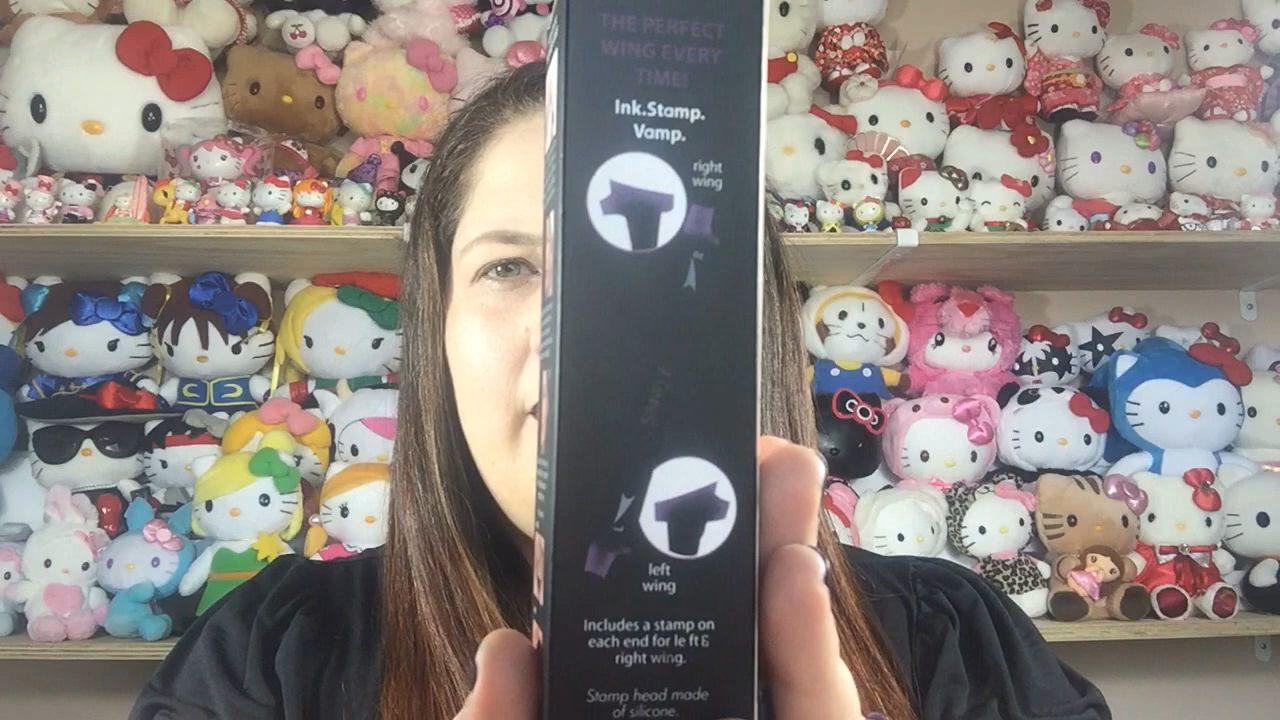 THE PERFECT
WING EVERY
TIME!
Ink.Stamp.
Vamp.
right
wing
left
wing
Includes a stamp on
each end for le ft &
right wing.
Stamp head made
of silicone.